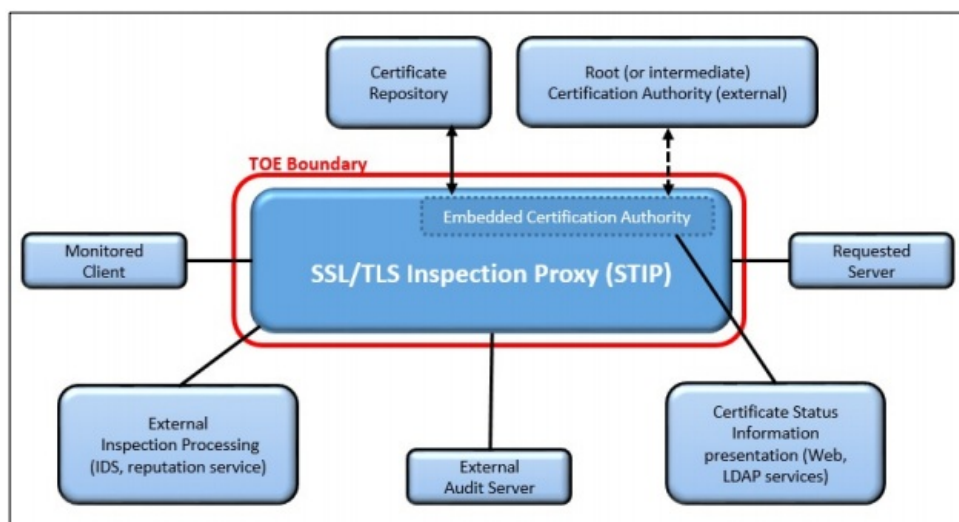 Certificate
Repository
Root (or intermediate)
Certification Authority (external)
TOE Boundary
Embedded Certification Authority
Monitored
Client
SSL/TLS Inspection Proxy (STIP)
Requested
Server
External
Inspection Processing
(IDS, reputation service)
External
Audit Server
Certificate Status
Information
presentation (Web,
LDAP services)